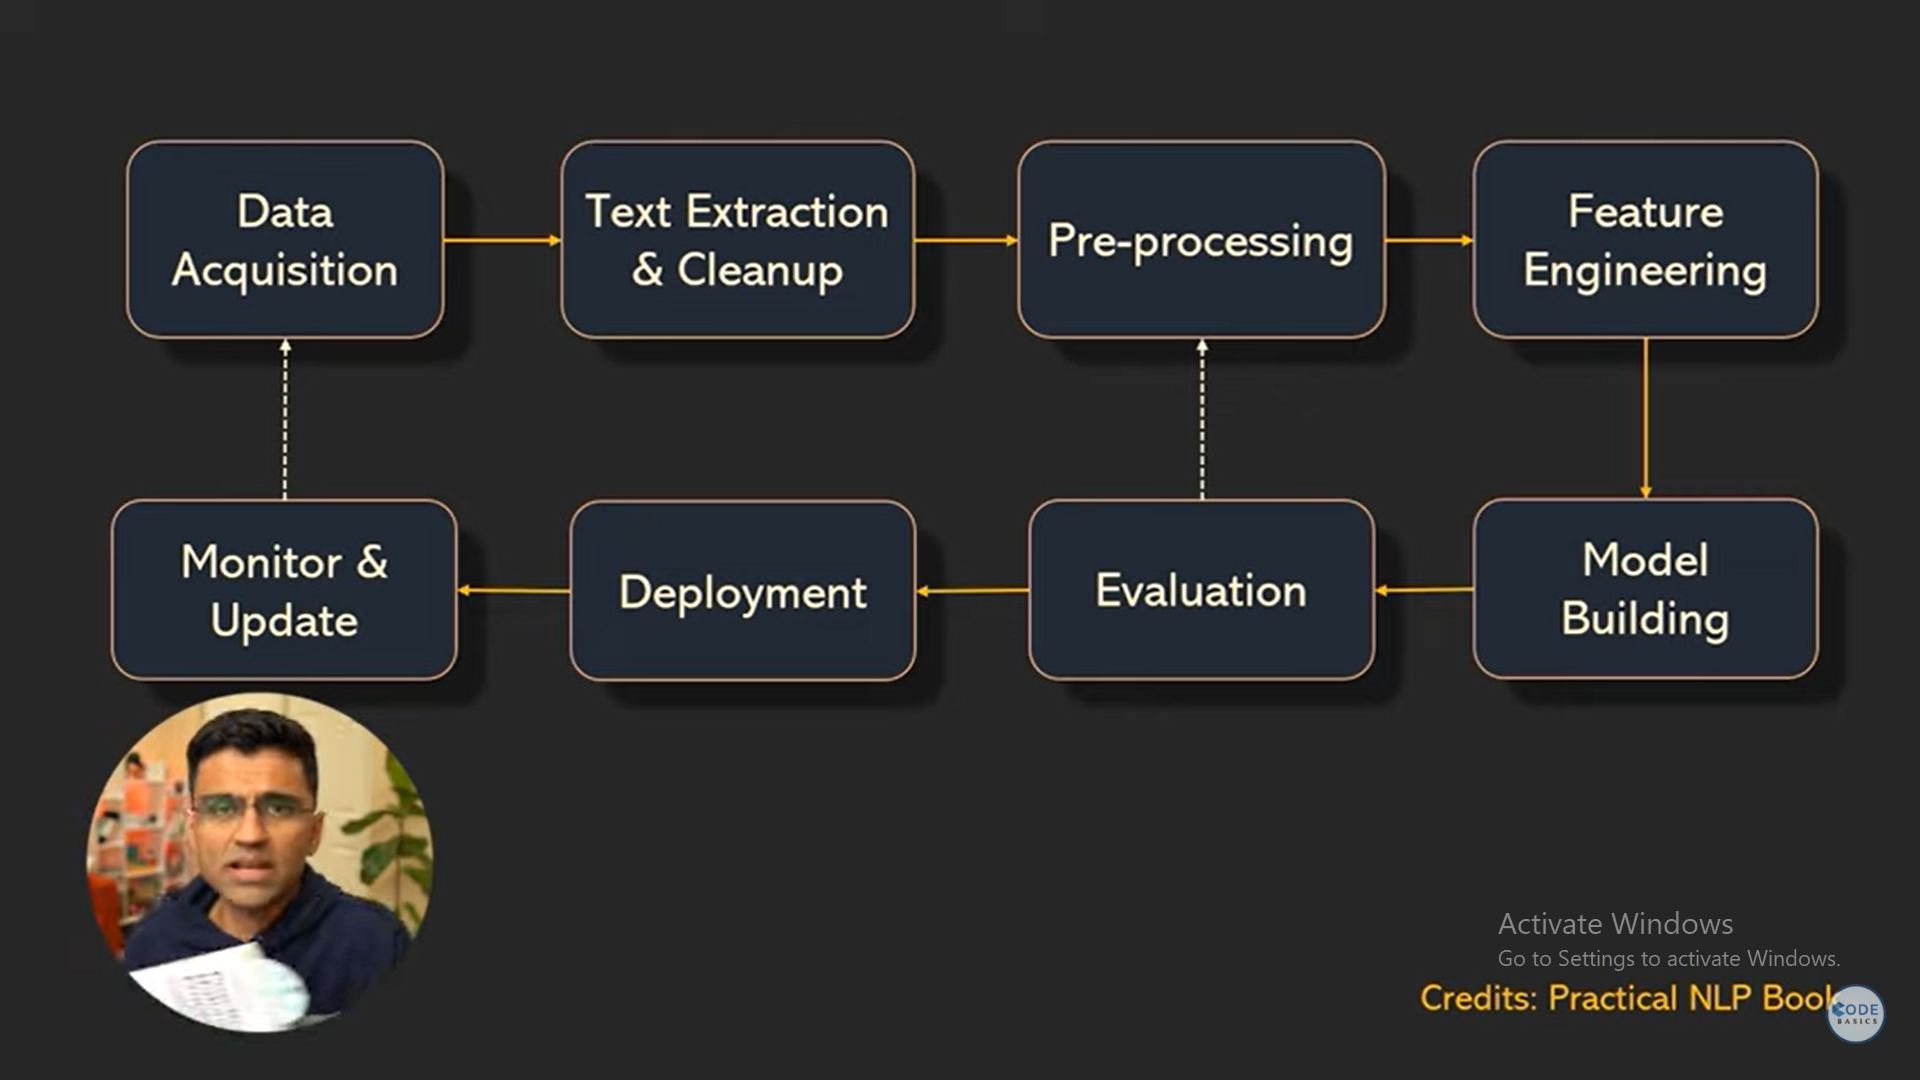 Data
Acquisition
Text Extraction
& Cleanup
Pre-processing
Feature
Engineering
Monitor &
Update
Deployment
Evaluation
Model
Building
Activate Windows
Go to Settings to activate Windows.
Credits: Practical NLP Book
CODE
BASICS